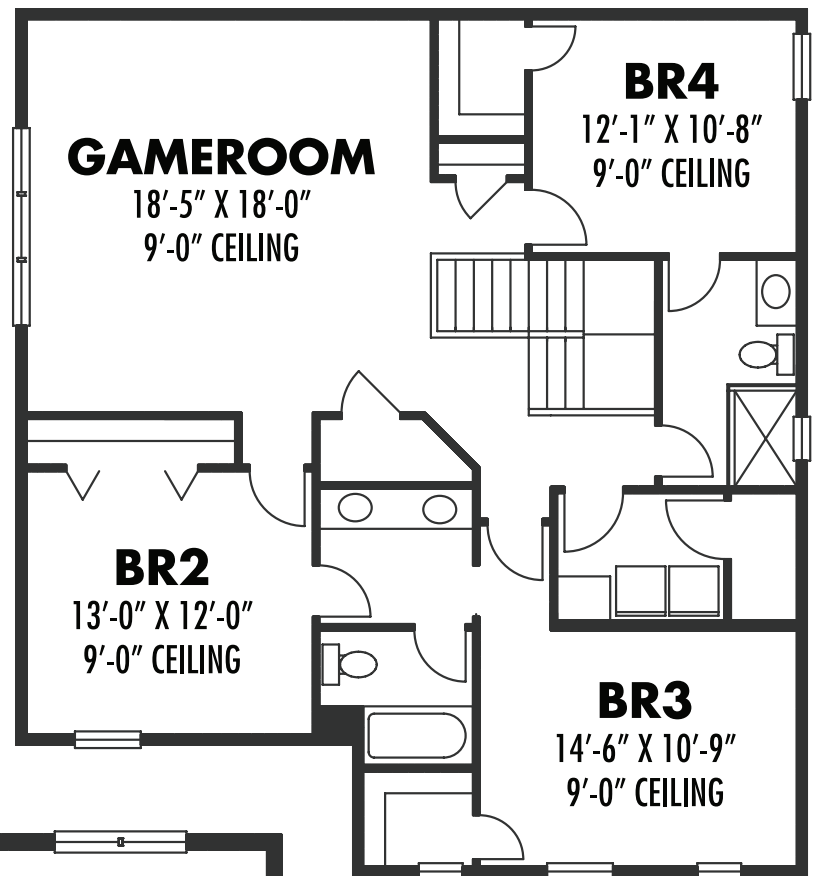 GAMEROOM
18′-5″ X 18′-0″
9′-0″ CEILING
BR4
12′-1″ X 10′-8″
9′-0″ CEILING
BR2
13′-0″ X 12′-0″
9′-0″ CEILING
BR3
14′-6″ X 10′-9″
9′-0″ CEILING